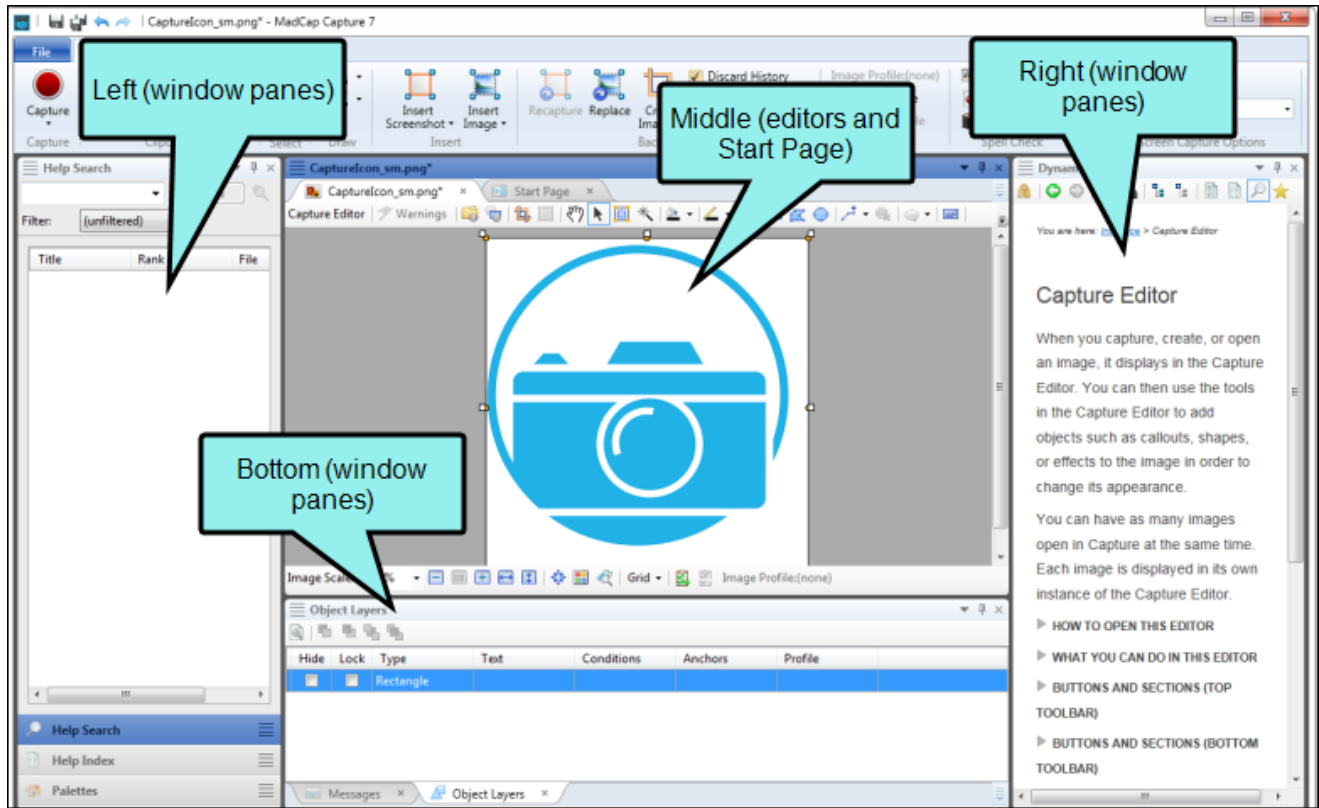 CaptureIcon_sm.png* - MadCap Capture 7
File
Left (window panes)
Middle (editors and
Start Page)
Right (window
panes)
Bottom (window
panes)
Capture
Insert
Screenshot
Insert
Image
Recapture
Replace
Discard History
Image Profile:(none)
Capture
Select
Draw
Insert
Spell Check
Screen Capture Options
Help Search
Filter:
(unfiltered)
Title Rank File
Help Search
Help Index
Palettes
CaptureIcon_sm.png*
CaptureIcon_sm.png*
Start Page
Capture Editor
Warnings
Grid
Image Profile:(none)
Object Layers
Hide Lock Type Text Conditions Anchors Profile
Rectangle
Messages
Object Layers
You are here:
> Capture Editor
Capture Editor
When you capture, create, or open
an image, it displays in the Capture
Editor. You can then use the tools
in the Capture Editor to add
objects such as callouts, shapes,
or effects to the image in order to
change its appearance.
You can have as many images
open in Capture at the same time.
Each image is displayed in its own
instance of the Capture Editor.
HOW TO OPEN THIS EDITOR
WHAT YOU CAN DO IN THIS EDITOR
BUTTONS AND SECTIONS (TOP
TOOLBAR)
BUTTONS AND SECTIONS (BOTTOM
TOOLBAR)